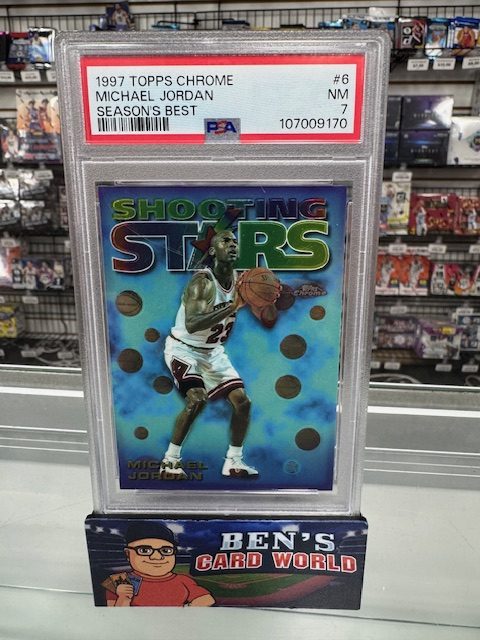 1997 TOPPS CHROME #6
MICHAEL JORDAN NM
SEASON'S BEST 7
PSA 107009170
SHOOTING
STARS
Topps
Chrome
23
MICHAEL
JORDAN
BEN'S
CARD WORLD